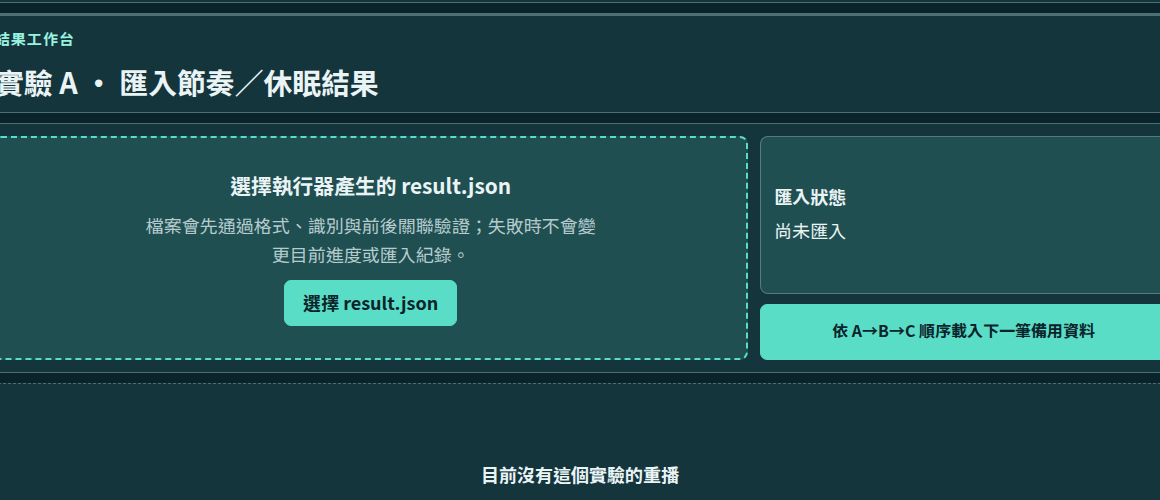 結果工作台
實驗 A ・ 匯入節奏／休眠結果
選擇執行器產生的 result.json
檔案會先通過格式、識別與前後關聯驗證；失敗時不會變
更目前進度或匯入紀錄。
選擇 result.json
匯入狀態
尚未匯入
依 A→B→C 順序載入下一筆備用資料
目前沒有這個實驗的重播